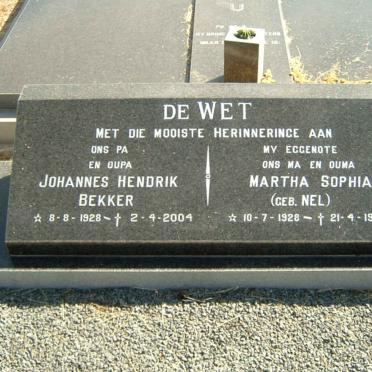 DE WET
MET DIE MOOISTE HERINNERINGE AAN
ONS PA
EN OUPA
JOHANNES HENDRIK
BEKKER
☆ 8-8-1928 - ✝ 2-4-2004
MY EGGENOTE
ONS MA EN OUMA
MARTHA SOPHIA
(GEB. NEL)
☆ 10-7-1928 - ✝ 21-4-19